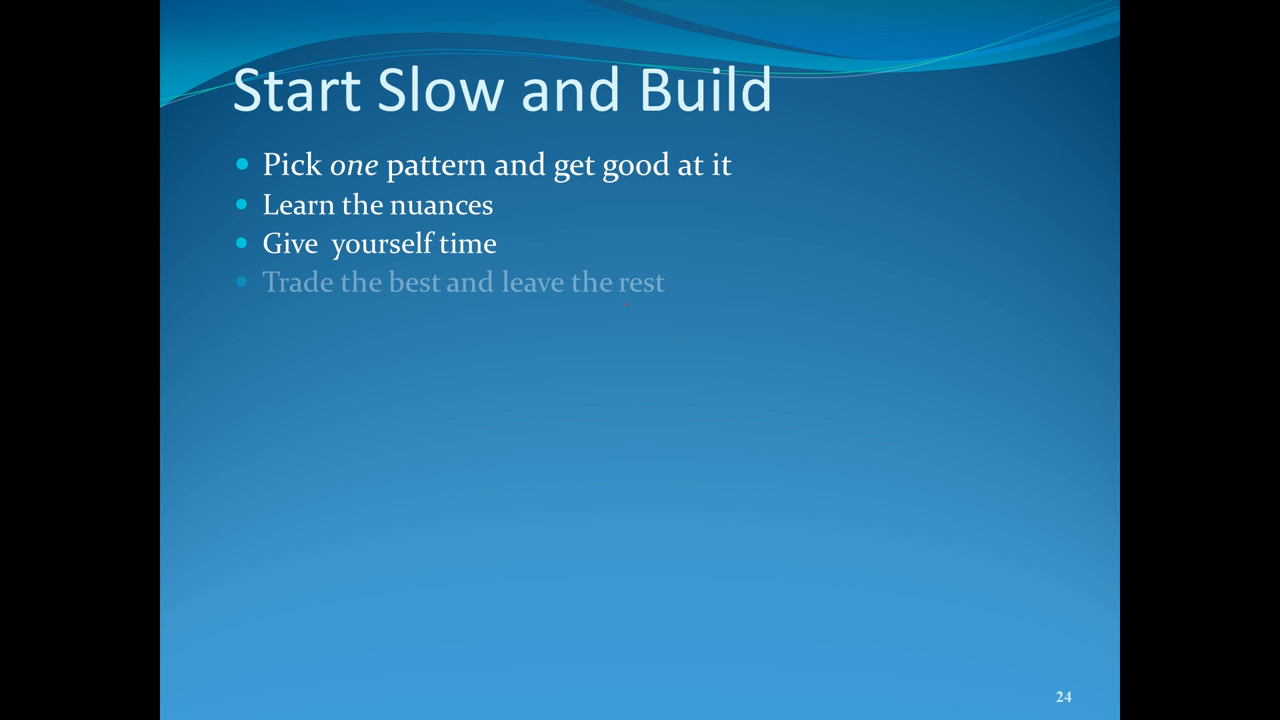 Start Slow and Build
Pick one pattern and get good at it
Learn the nuances
Give  yourself time
Trade the best and leave the rest
24